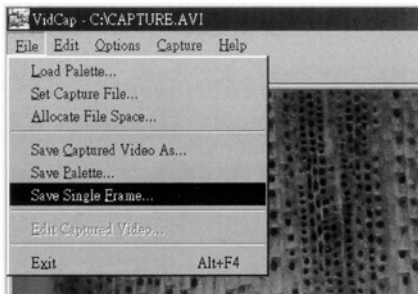 VidCap - C:\CAPTURE.AVI
File Edit Options Capture Help
Load Palette...
Set Capture File...
Allocate File Space...
Save Captured Video As...
Save Palette...
Save Single Frame...
Edit Captured Video...
Exit Alt+F4